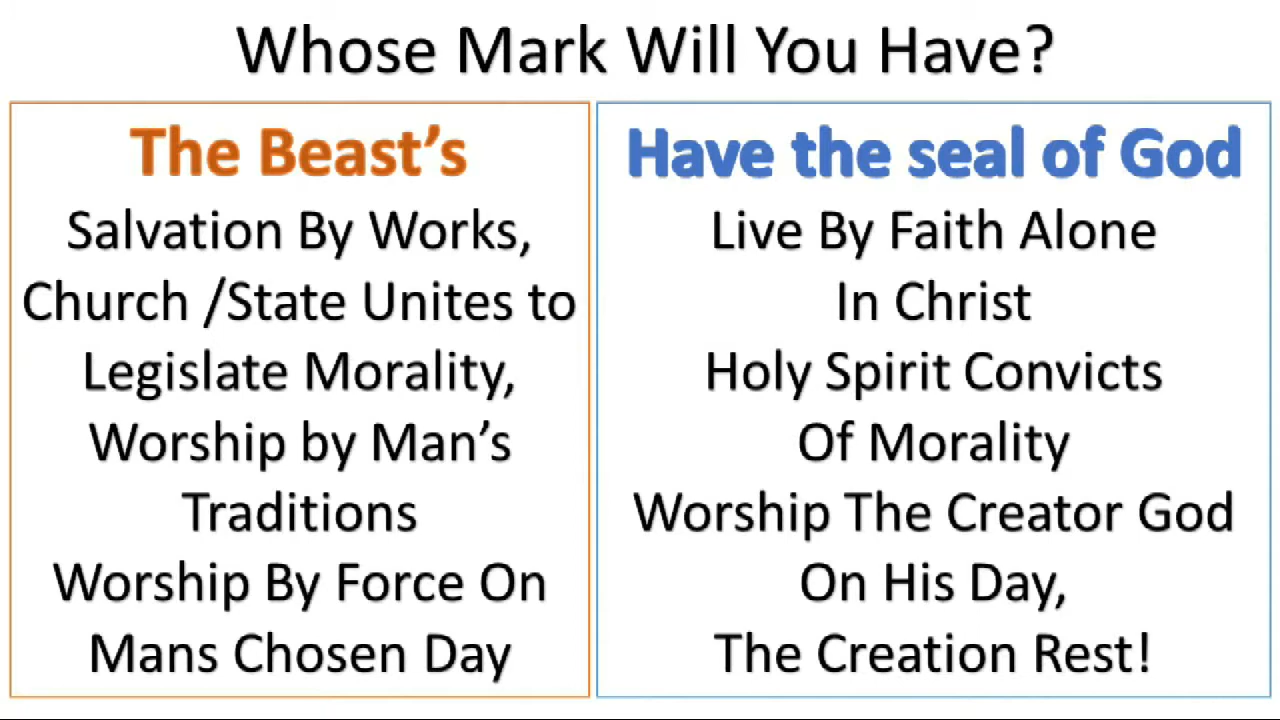 Whose Mark Will You Have?
The Beast’s
Salvation By Works,
Church /State Unites to
Legislate Morality,
Worship by Man’s
Traditions
Worship By Force On
Mans Chosen Day
Have the seal of God
Live By Faith Alone
In Christ
Holy Spirit Convicts
Of Morality
Worship The Creator God
On His Day,
The Creation Rest!